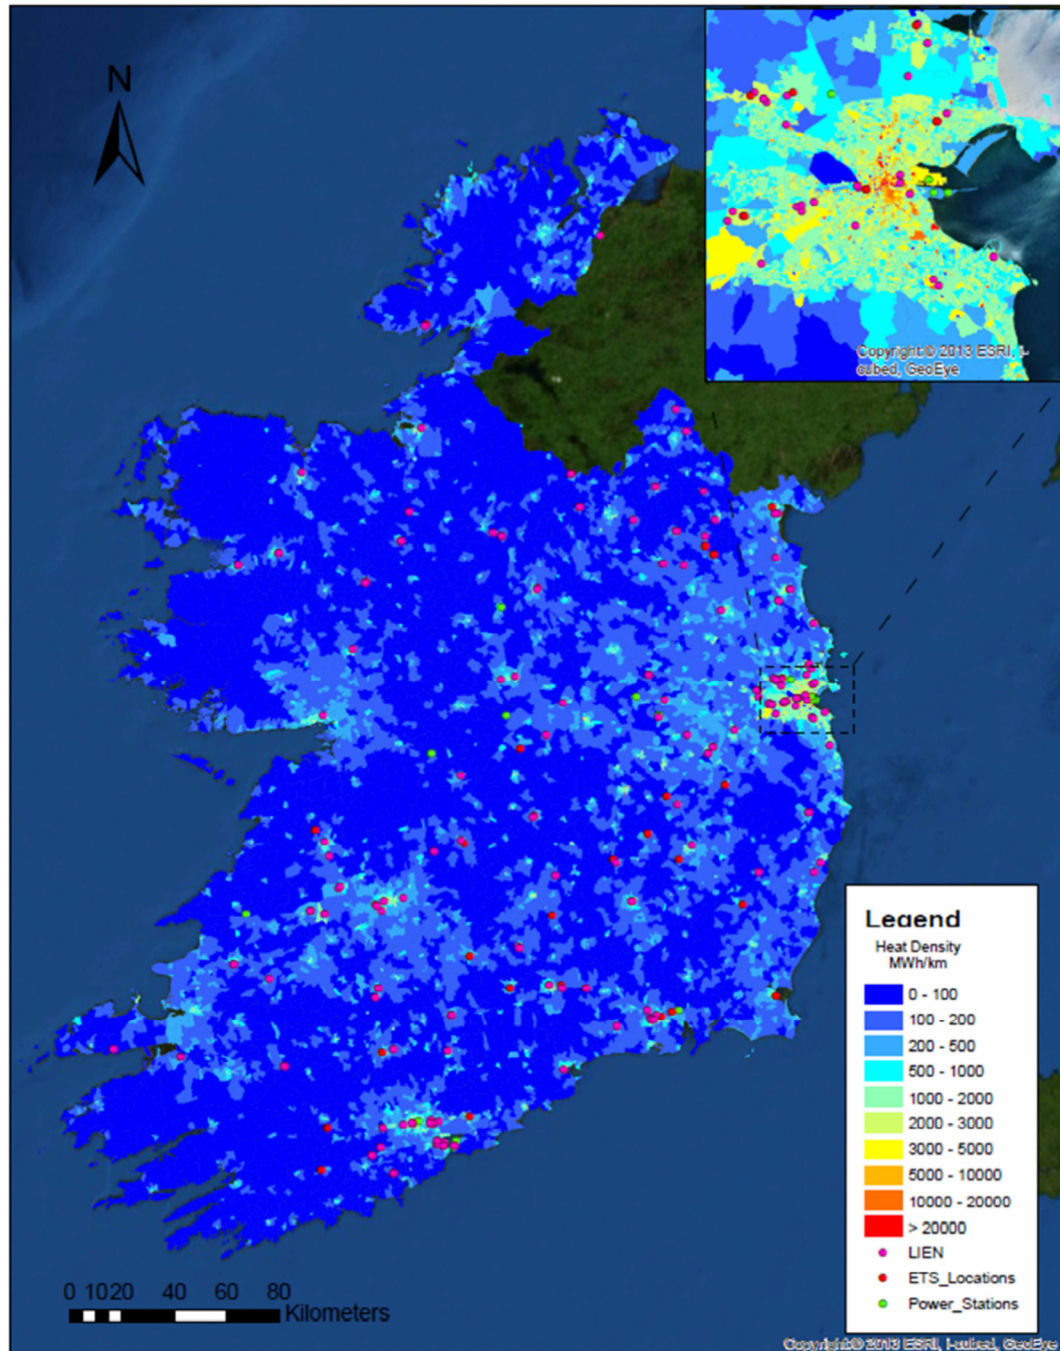 N
Copyright:© 2013 ESRI, i-
cubed, GeoEye
Legend
Heat Density
MWh/km
0 - 100
100 - 200
200 - 500
500 - 1000
1000 - 2000
2000 - 3000
3000 - 5000
5000 - 10000
10000 - 20000
> 20000
LIEN
ETS_Locations
Power_Stations
0 10 20 40 60 80
Kilometers
Copyright:© 2013 ESRI, i-cubed, GeoEye